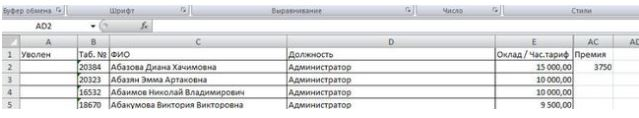 Буфер обмена Шрифт Выравнивание Число Стили
AD2 fx
A B C D E AC AD
1 Уволен Таб. № ФИО Должность Оклад / Час.тариф Премия
2 20384 Абазова Диана Хачимовна Администратор 15 000,00 3750
3 20323 Абазян Эмма Артаковна Администратор 10 000,00
4 16532 Абаимов Николай Владимирович Администратор 10 000,00
5 18670 Абакумова Виктория Викторовна Администратор 9 500,00